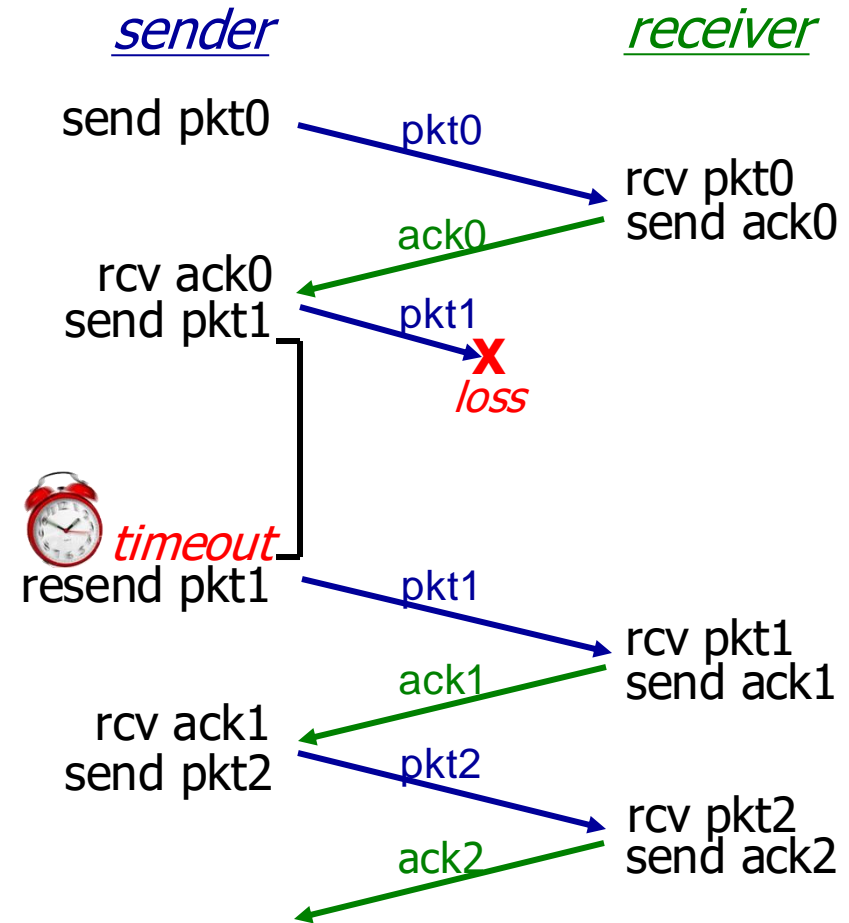 sender
receiver
send pkt0
pkt0
rcv pkt0
send ack0
ack0
rcv ack0
send pkt1
pkt1
X
loss
timeout
resend pkt1
pkt1
rcv pkt1
send ack1
ack1
rcv ack1
send pkt2
pkt2
rcv pkt2
send ack2
ack2